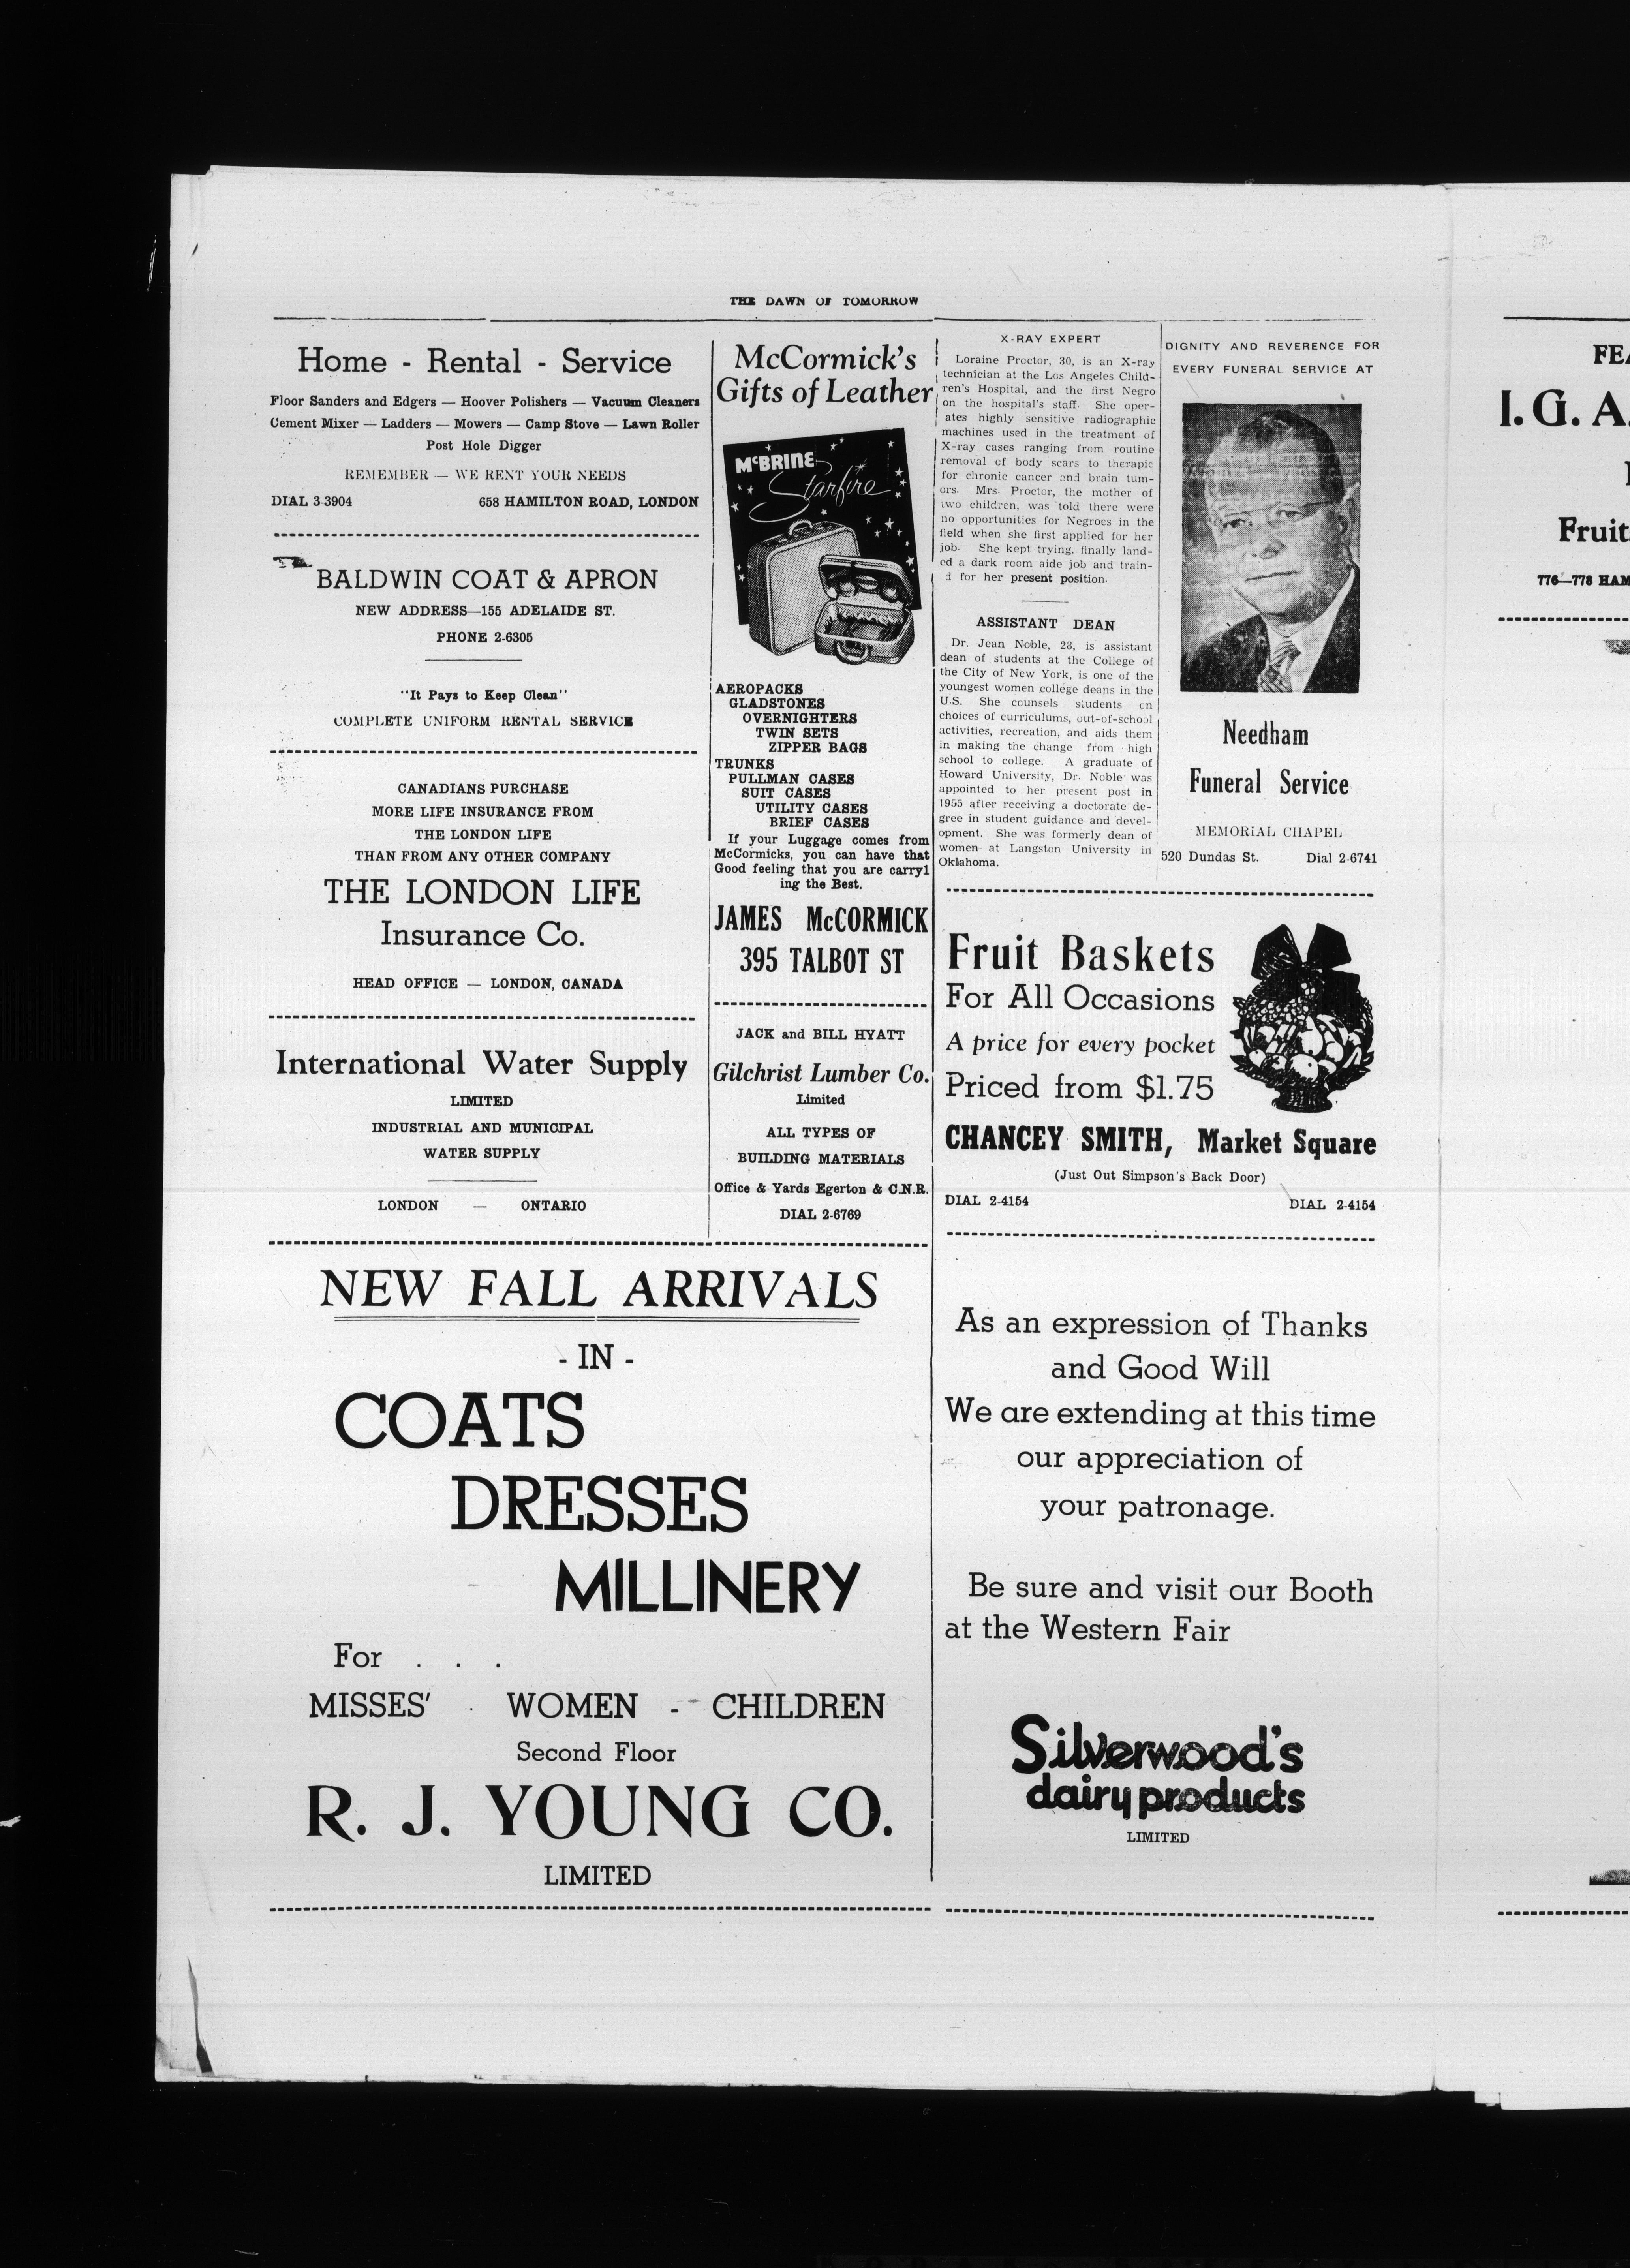 THE DAWN OF TOMORROW
Home - Rental - Service
Floor Sanders and Edgers — Hoover Polishers — Vacuum Cleaners
Cement Mixer — Ladders — Mowers — Camp Stove — Lawn Roller
Post Hole Digger
REMEMBER — WE RENT YOUR NEEDS
DIAL 3-3904 658 HAMILTON ROAD, LONDON
BALDWIN COAT & APRON
NEW ADDRESS—155 ADELAIDE ST.
PHONE 2-6305
"It Pays to Keep Clean"
COMPLETE UNIFORM RENTAL SERVICE
CANADIANS PURCHASE
MORE LIFE INSURANCE FROM
THE LONDON LIFE
THAN FROM ANY OTHER COMPANY
THE LONDON LIFE
Insurance Co.
HEAD OFFICE — LONDON, CANADA
International Water Supply
LIMITED
INDUSTRIAL AND MUNICIPAL
WATER SUPPLY
LONDON — ONTARIO
McCormick's
Gifts of Leather
McBRINE
Starfire
AEROPACKS
GLADSTONES
OVERNIGHTERS
TWIN SETS
ZIPPER BAGS
TRUNKS
PULLMAN CASES
SUIT CASES
UTILITY CASES
BRIEF CASES
If your Luggage comes from
McCormicks, you can have that
Good feeling that you are carryl
ing the Best.
JAMES McCORMICK
395 TALBOT ST
JACK and BILL HYATT
Gilchrist Lumber Co.
Limited
ALL TYPES OF
BUILDING MATERIALS
Office & Yards Egerton & C.N.R.
DIAL 2-6769
X-RAY EXPERT
Loraine Proctor, 30, is an X-ray
technician at the Los Angeles Child-
ren's Hospital, and the first Negro
on the hospital's staff. She oper-
ates highly sensitive radiographic
machines used in the treatment of
X-ray cases ranging from routine
removal of body scars to therapic
for chronic cancer and brain tum-
ors. Mrs. Proctor, the mother of
two children, was told there were
no opportunities for Negroes in the
field when she first applied for her
job. She kept trying, finally land-
ed a dark room aide job and train-
d for her present position.
ASSISTANT DEAN
Dr. Jean Noble, 28, is assistant
dean of students at the College of
the City of New York, is one of the
youngest women college deans in the
U.S. She counsels students on
choices of curriculums, out-of-school
activities, recreation, and aids them
in making the change from high
school to college. A graduate of
Howard University, Dr. Noble was
appointed to her present post in
1955 after receiving a doctorate de-
gree in student guidance and devel-
opment. She was formerly dean of
women at Langston University in
Oklahoma.
DIGNITY AND REVERENCE FOR
EVERY FUNERAL SERVICE AT
Needham
Funeral Service
MEMORIAL CHAPEL
520 Dundas St. Dial 2-6741
Fruit Baskets
For All Occasions
A price for every pocket
Priced from $1.75
CHANCEY SMITH, Market Square
(Just Out Simpson's Back Door)
DIAL 2-4154 DIAL 2-4154
NEW FALL ARRIVALS
- IN -
COATS
DRESSES
MILLINERY
For . . .
MISSES' - WOMEN - CHILDREN
Second Floor
R. J. YOUNG CO.
LIMITED
As an expression of Thanks
and Good Will
We are extending at this time
our appreciation of
your patronage.
Be sure and visit our Booth
at the Western Fair
Silverwood's
dairy products
LIMITED
I. G. A.
Fruit
776—778 HAM